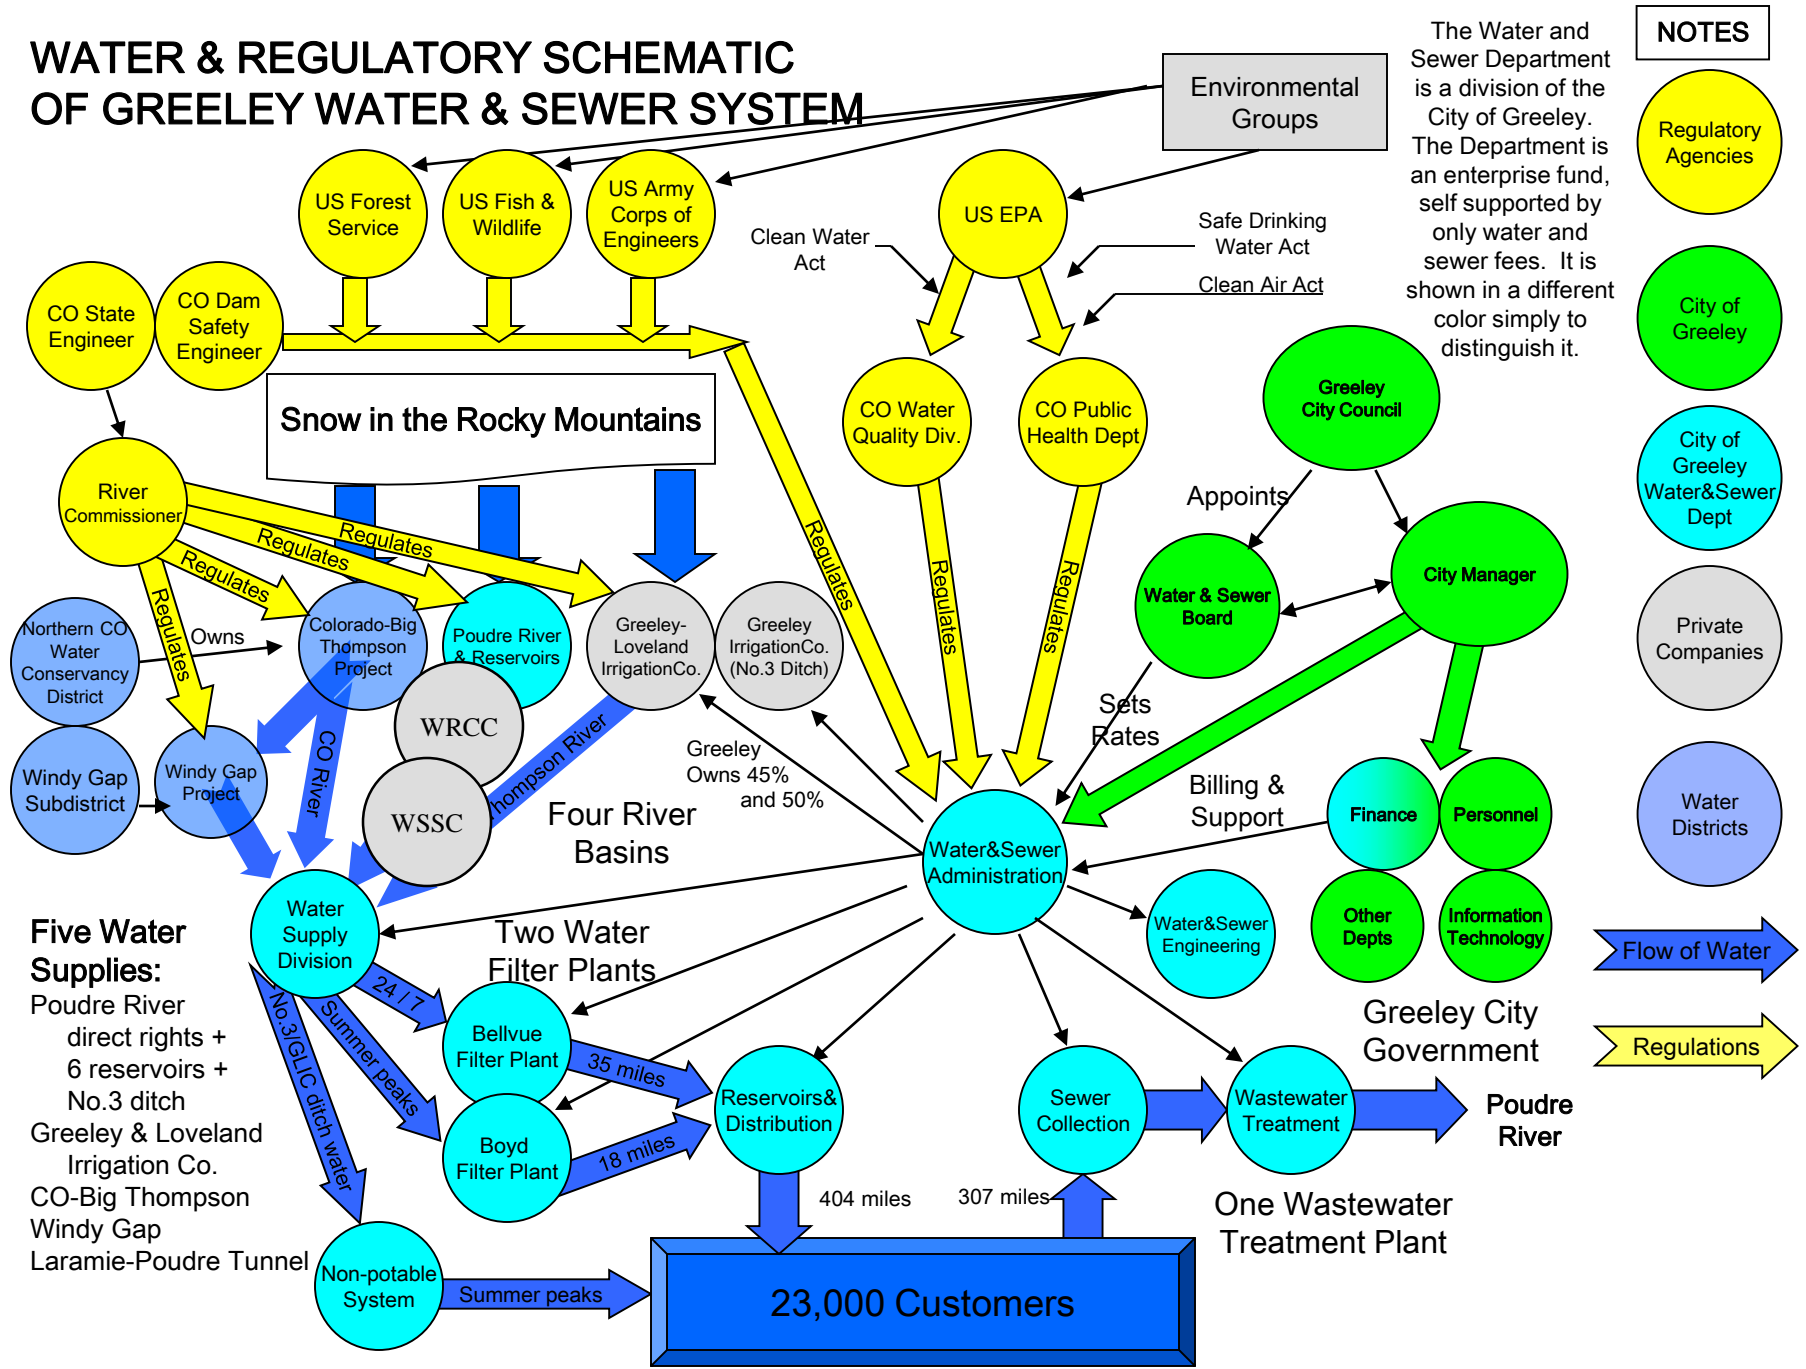 WATER & REGULATORY SCHEMATIC
OF GREELEY WATER & SEWER SYSTEM
Environmental
Groups
The Water and
Sewer Department
is a division of the
City of Greeley.
The Department is
an enterprise fund,
self supported by
only water and
sewer fees. It is
shown in a different
color simply to
distinguish it.
NOTES
Regulatory
Agencies
City of
Greeley
City of
Greeley
Water&Sewer
Dept
Private
Companies
Water
Districts
Flow of Water
Regulations
US Forest
Service
US Fish &
Wildlife
US Army
Corps of
Engineers
US EPA
Clean Water
Act
Safe Drinking
Water Act
Clean Air Act
CO State
Engineer
CO Dam
Safety
Engineer
Snow in the Rocky Mountains
CO Water
Quality Div.
CO Public
Health Dept
Greeley
City Council
River
Commissioner
Regulates
Regulates
Regulates
Regulates
Regulates
Regulates
Regulates
Appoints
City Manager
Water & Sewer
Board
Northern CO
Water
Conservancy
District
Owns
Colorado-Big
Thompson
Project
Poudre River
& Reservoirs
Greeley-
Loveland
IrrigationCo.
Greeley
IrrigationCo.
(No.3 Ditch)
WRCC
WSSC
CO River
Thompson River
Windy Gap
Subdistrict
Windy Gap
Project
Greeley
Owns 45%
and 50%
Four River
Basins
Sets
Rates
Billing &
Support
Finance
Personnel
Other
Depts
Information
Technology
Greeley City
Government
Water&Sewer
Administration
Water&Sewer
Engineering
Water
Supply
Division
Two Water
Filter Plants
24 / 7
Summer peaks
No.3/GLIC ditch water
Five Water
Supplies:
Poudre River
direct rights +
6 reservoirs +
No.3 ditch
Greeley & Loveland
Irrigation Co.
CO-Big Thompson
Windy Gap
Laramie-Poudre Tunnel
Bellvue
Filter Plant
35 miles
Boyd
Filter Plant
18 miles
Reservoirs&
Distribution
Sewer
Collection
Wastewater
Treatment
Poudre
River
404 miles
307 miles
One Wastewater
Treatment Plant
Non-potable
System
Summer peaks
23,000 Customers